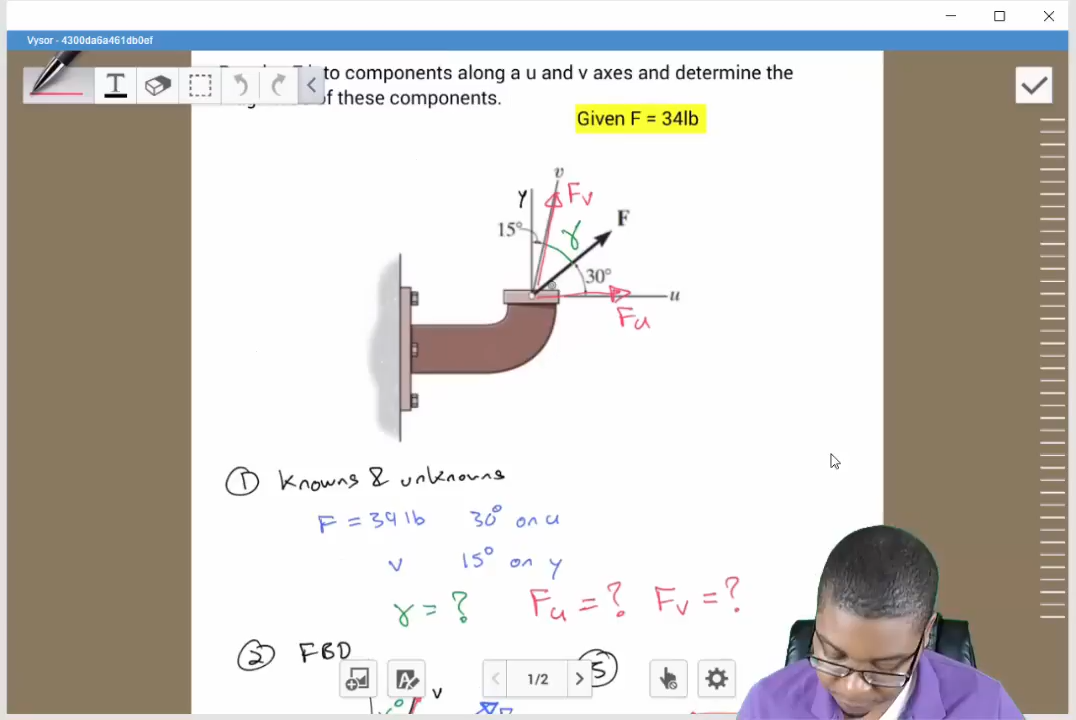 Vysor - 4300da6a461db0ef
to components along a u and v axes and determine the
of these components.
Given F = 34lb
v
y
Fv
15°
γ
F
30°
u
Fu
① Knowns & unknowns
F = 34 lb 30° on u
v 15° on y
γ = ? Fu = ? Fv = ?
② FBD
⑤
1/2
v
T